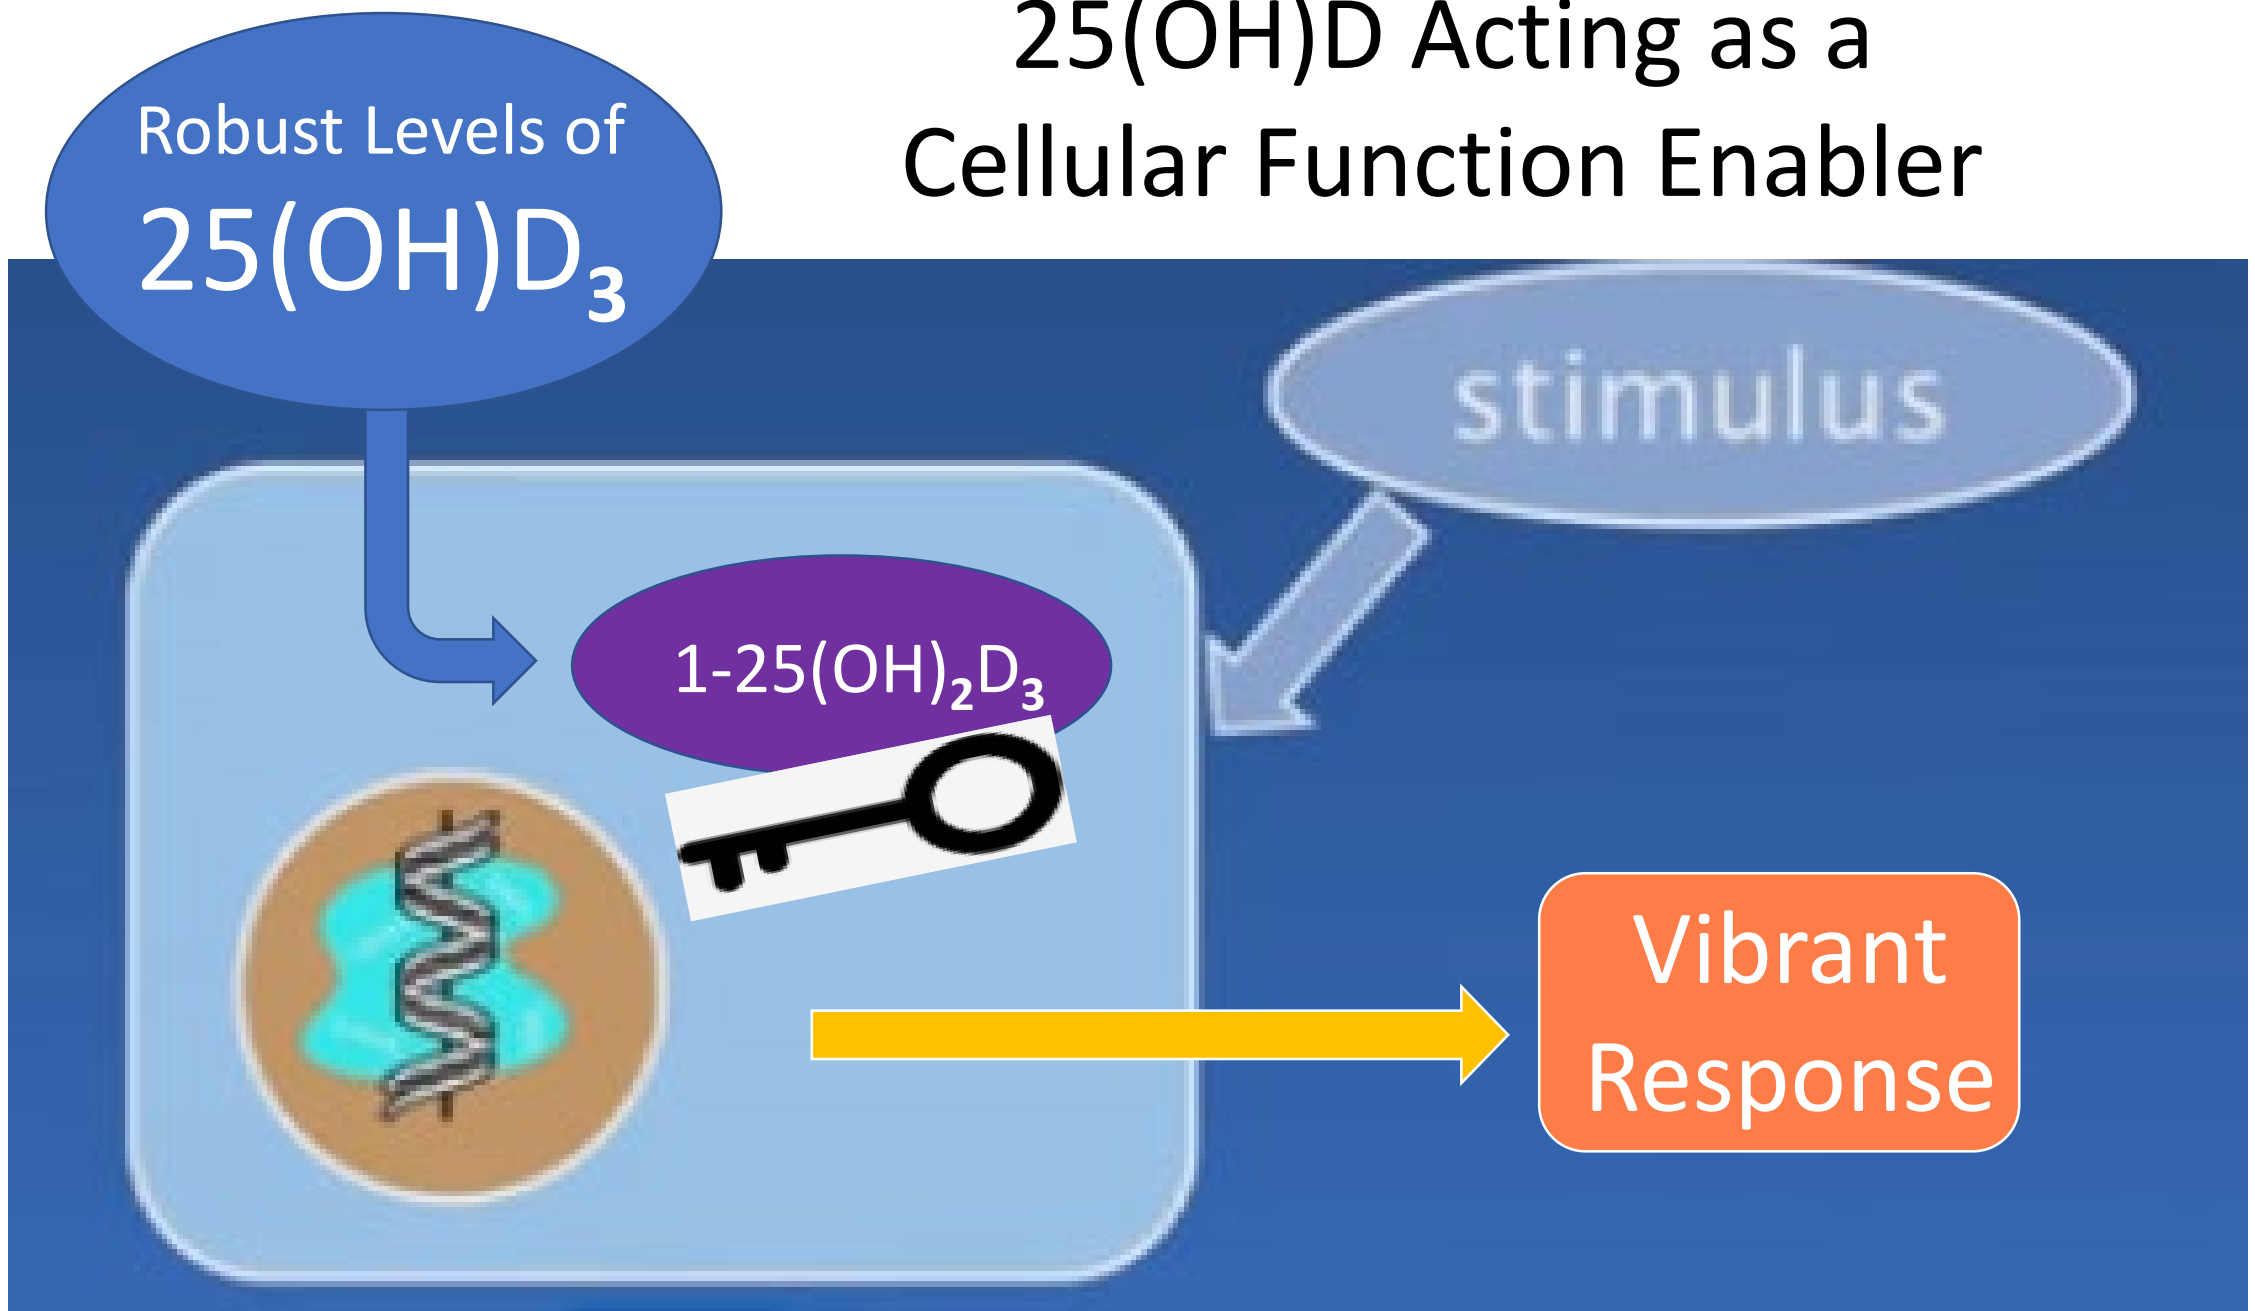 25(OH)D Acting as a
Cellular Function Enabler
Robust Levels of
25(OH)D₃
stimulus
1-25(OH)₂D₃
Vibrant
Response